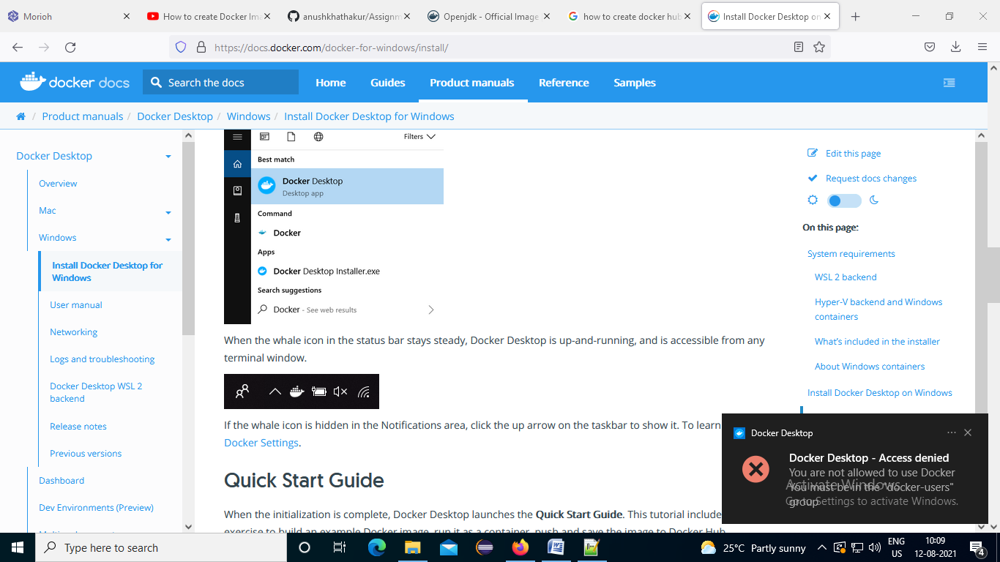 Morioh
How to create Docker Ima
anushkhathakur/Assignm
Openjdk - Official Image
how to create docker hub
Install Docker Desktop on
https://docs.docker.com/docker-for-windows/install/
docker docs
Search the docs
Home
Guides
Product manuals
Reference
Samples
/ Product manuals / Docker Desktop / Windows / Install Docker Desktop for Windows
Docker Desktop
Overview
Mac
Windows
Install Docker Desktop for
Windows
User manual
Networking
Logs and troubleshooting
Docker Desktop WSL 2
backend
Release notes
Previous versions
Dashboard
Dev Environments (Preview)
Filters
Best match
Docker Desktop
Desktop app
Command
Docker
Apps
Docker Desktop Installer.exe
Search suggestions
Docker - See web results
When the whale icon in the status bar stays steady, Docker Desktop is up-and-running, and is accessible from any
terminal window.
If the whale icon is hidden in the Notifications area, click the up arrow on the taskbar to show it. To learn
Docker Settings.
Quick Start Guide
When the initialization is complete, Docker Desktop launches the Quick Start Guide. This tutorial include
exercise to build an example Docker image, run it as a container, push and save the image to Docker Hub.
Edit this page
Request docs changes
On this page:
System requirements
WSL 2 backend
Hyper-V backend and Windows
containers
What's included in the installer
About Windows containers
Install Docker Desktop on Windows
Docker Desktop
Docker Desktop - Access denied
You are not allowed to use Docker
You must be in the "docker-users"
group
Activate Windows
Go to Settings to activate Windows.
Type here to search
25°C Partly sunny
ENG
US
10:09
12-08-2021
4